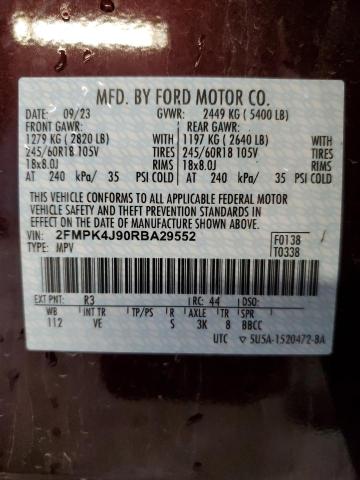 MFD. BY FORD MOTOR CO.
DATE: 09/23 GVWR: 2449 KG ( 5400 LB)
FRONT GAWR: REAR GAWR:
1279 KG ( 2820 LB) WITH 1197 KG ( 2640 LB) WITH
245/60R18 105V TIRES 245/60R18 105V TIRES
18x8.0J RIMS 18x8.0J RIMS
AT 240 kPa/ 35 PSI COLD AT 240 kPa/ 35 PSI COLD
THIS VEHICLE CONFORMS TO ALL APPLICABLE FEDERAL MOTOR
VEHICLE SAFETY AND THEFT PREVENTION STANDARDS IN
EFFECT ON THE DATE OF MANUFACTURE SHOWN ABOVE.
VIN: 2FMPK4J90RBA29552 F0138
TYPE: MPV T0338
EXT PNT: R3 RC: 44 DSO:
WB INT TR TP/PS R AXLE TR SPR
112 VE S 3K 8 BBCC
UTC ▽ 5U5A-1520472-BA